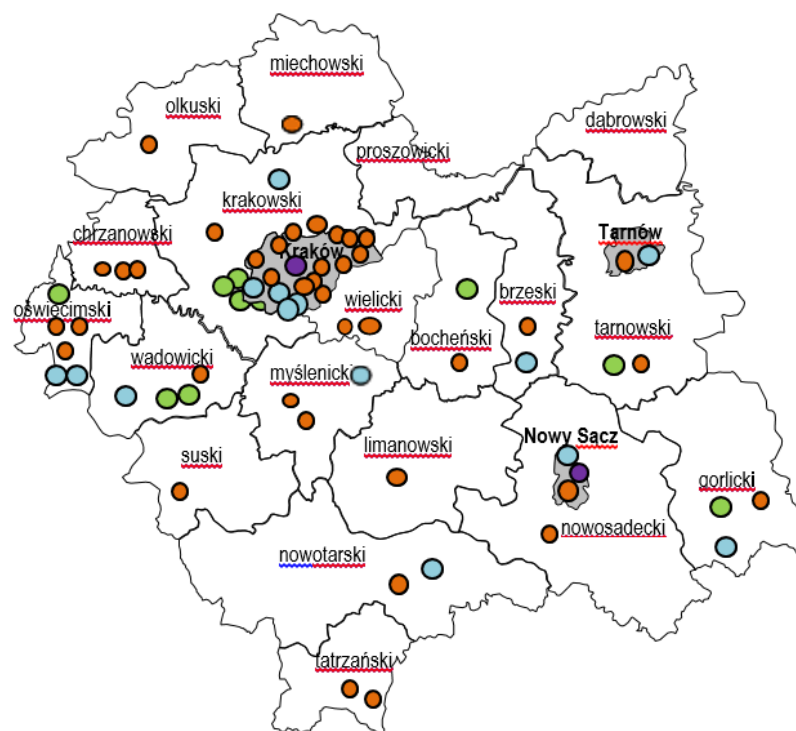 miechowski
olkuski
dąbrowski
proszowicki
krakowski
chrzanowski
Tarnów
Kraków
oświęcimski
wielicki
brzeski
bocheński
tarnowski
wadowicki
myślenicki
Nowy Sącz
limanowski
suski
gorlicki
nowosadecki
nowotarski
tatrzański